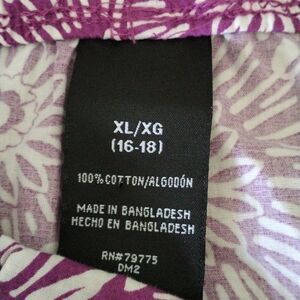 XL/XG
(16-18)
100% COTTON/ALGODÓN
MADE IN BANGLADESH
HECHO EN BANGLADESH
RN#79775
DM2